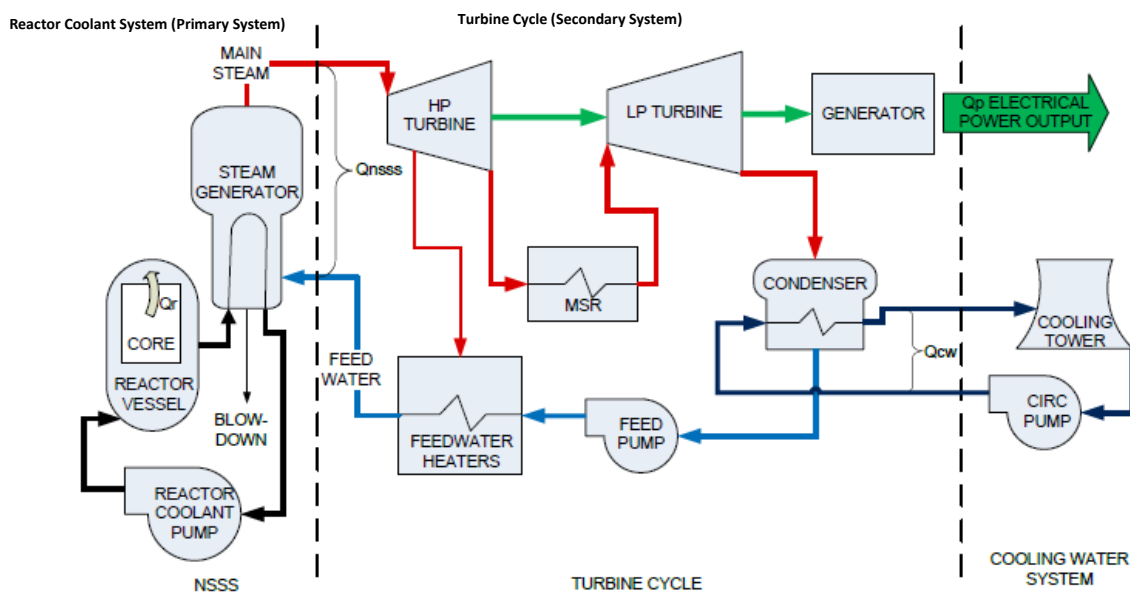 Reactor Coolant System (Primary System)
Turbine Cycle (Secondary System)
MAIN
STEAM
HP
TURBINE
LP TURBINE
GENERATOR
Qp ELECTRICAL
POWER OUTPUT
STEAM
GENERATOR
Qnsss
MSR
CONDENSER
COOLING
TOWER
Qcw
Qr
CORE
REACTOR
VESSEL
FEED
WATER
BLOW-
DOWN
FEEDWATER
HEATERS
FEED
PUMP
CIRC
PUMP
REACTOR
COOLANT
PUMP
NSSS
TURBINE CYCLE
COOLING WATER
SYSTEM